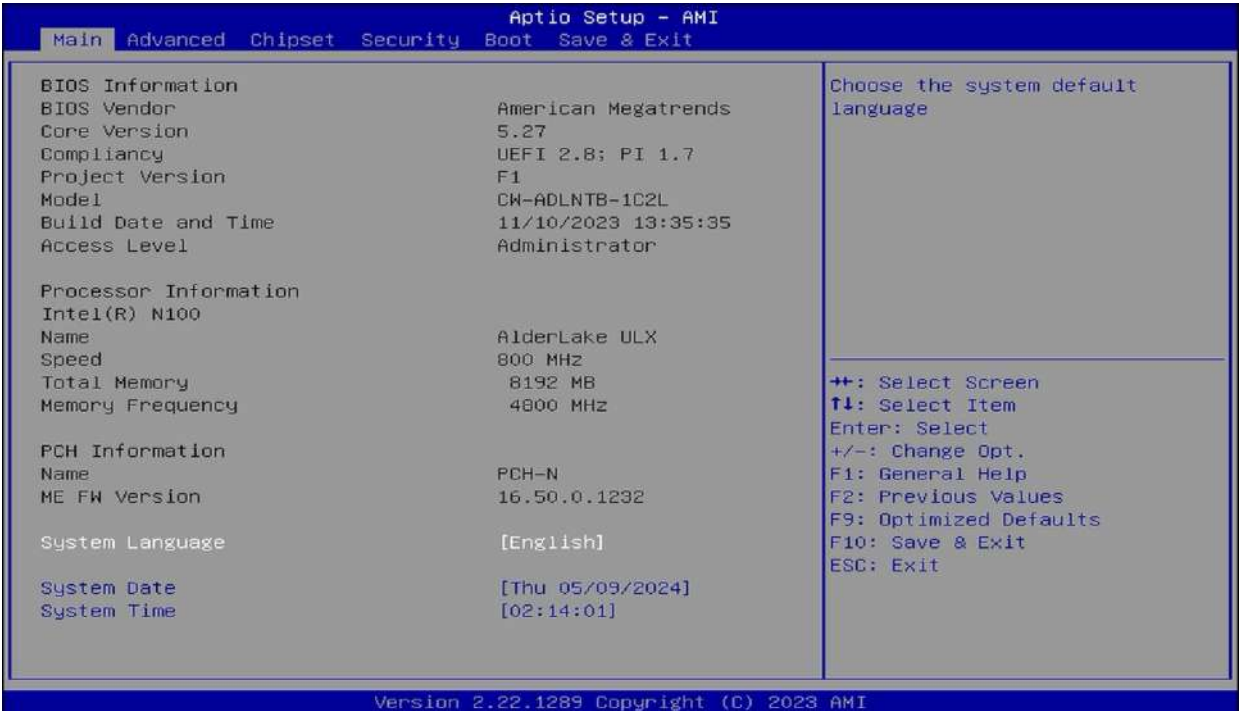 Aptio Setup - AMI
Main Advanced Chipset Security Boot Save & Exit
BIOS Information
BIOS Vendor American Megatrends
Core Version 5.27
Compliancy UEFI 2.8; PI 1.7
Project Version F1
Model CW-ADLNTB-1C2L
Build Date and Time 11/10/2023 13:35:35
Access Level Administrator
Processor Information
Intel(R) N100
Name AlderLake ULX
Speed 800 MHz
Total Memory 8192 MB
Memory Frequency 4800 MHz
PCH Information
Name PCH-N
ME FW Version 16.50.0.1232
System Language [English]
System Date [Thu 05/09/2024]
System Time [02:14:01]
Choose the system default
language
→←: Select Screen
↑↓: Select Item
Enter: Select
+/-: Change Opt.
F1: General Help
F2: Previous Values
F9: Optimized Defaults
F10: Save & Exit
ESC: Exit
Version 2.22.1289 Copyright (C) 2023 AMI